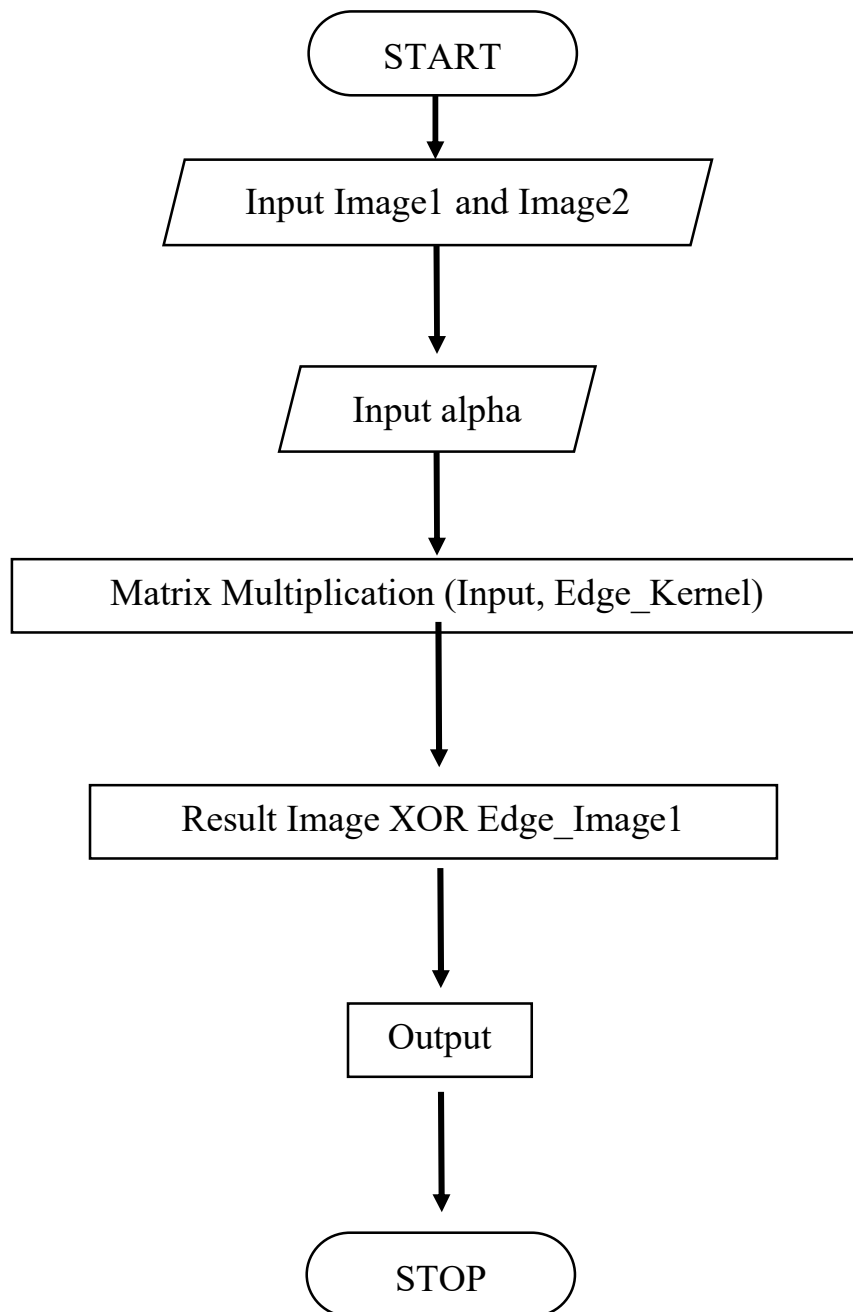 START
Input Image1 and Image2
Input alpha
Matrix Multiplication (Input, Edge_Kernel)
Result Image XOR Edge_Image1
Output
STOP